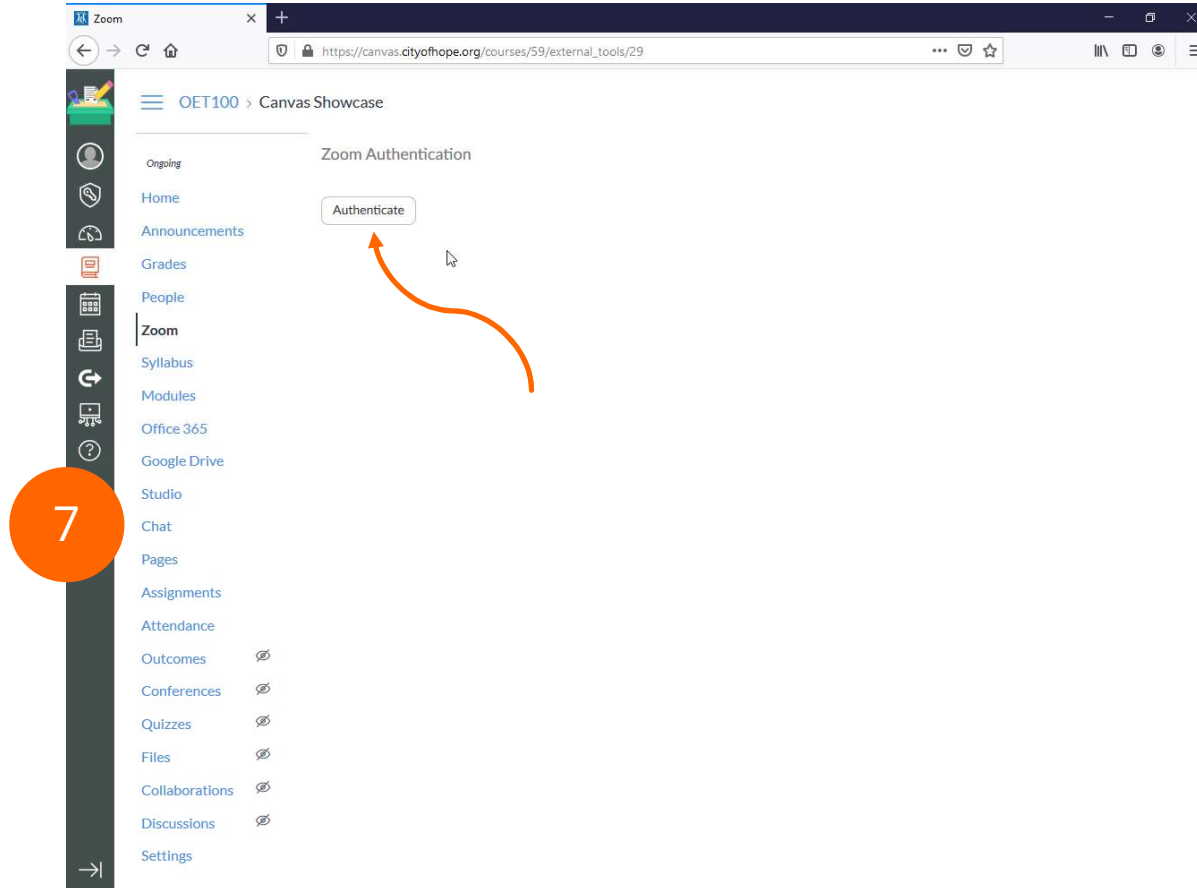 Zoom
https://canvas.cityofhope.org/courses/59/external_tools/29
OET100 > Canvas Showcase
Ongoing
Zoom Authentication
Home
Authenticate
Announcements
Grades
People
Zoom
Syllabus
Modules
Office 365
Google Drive
Studio
7
Chat
Pages
Assignments
Attendance
Outcomes
Conferences
Quizzes
Files
Collaborations
Discussions
Settings